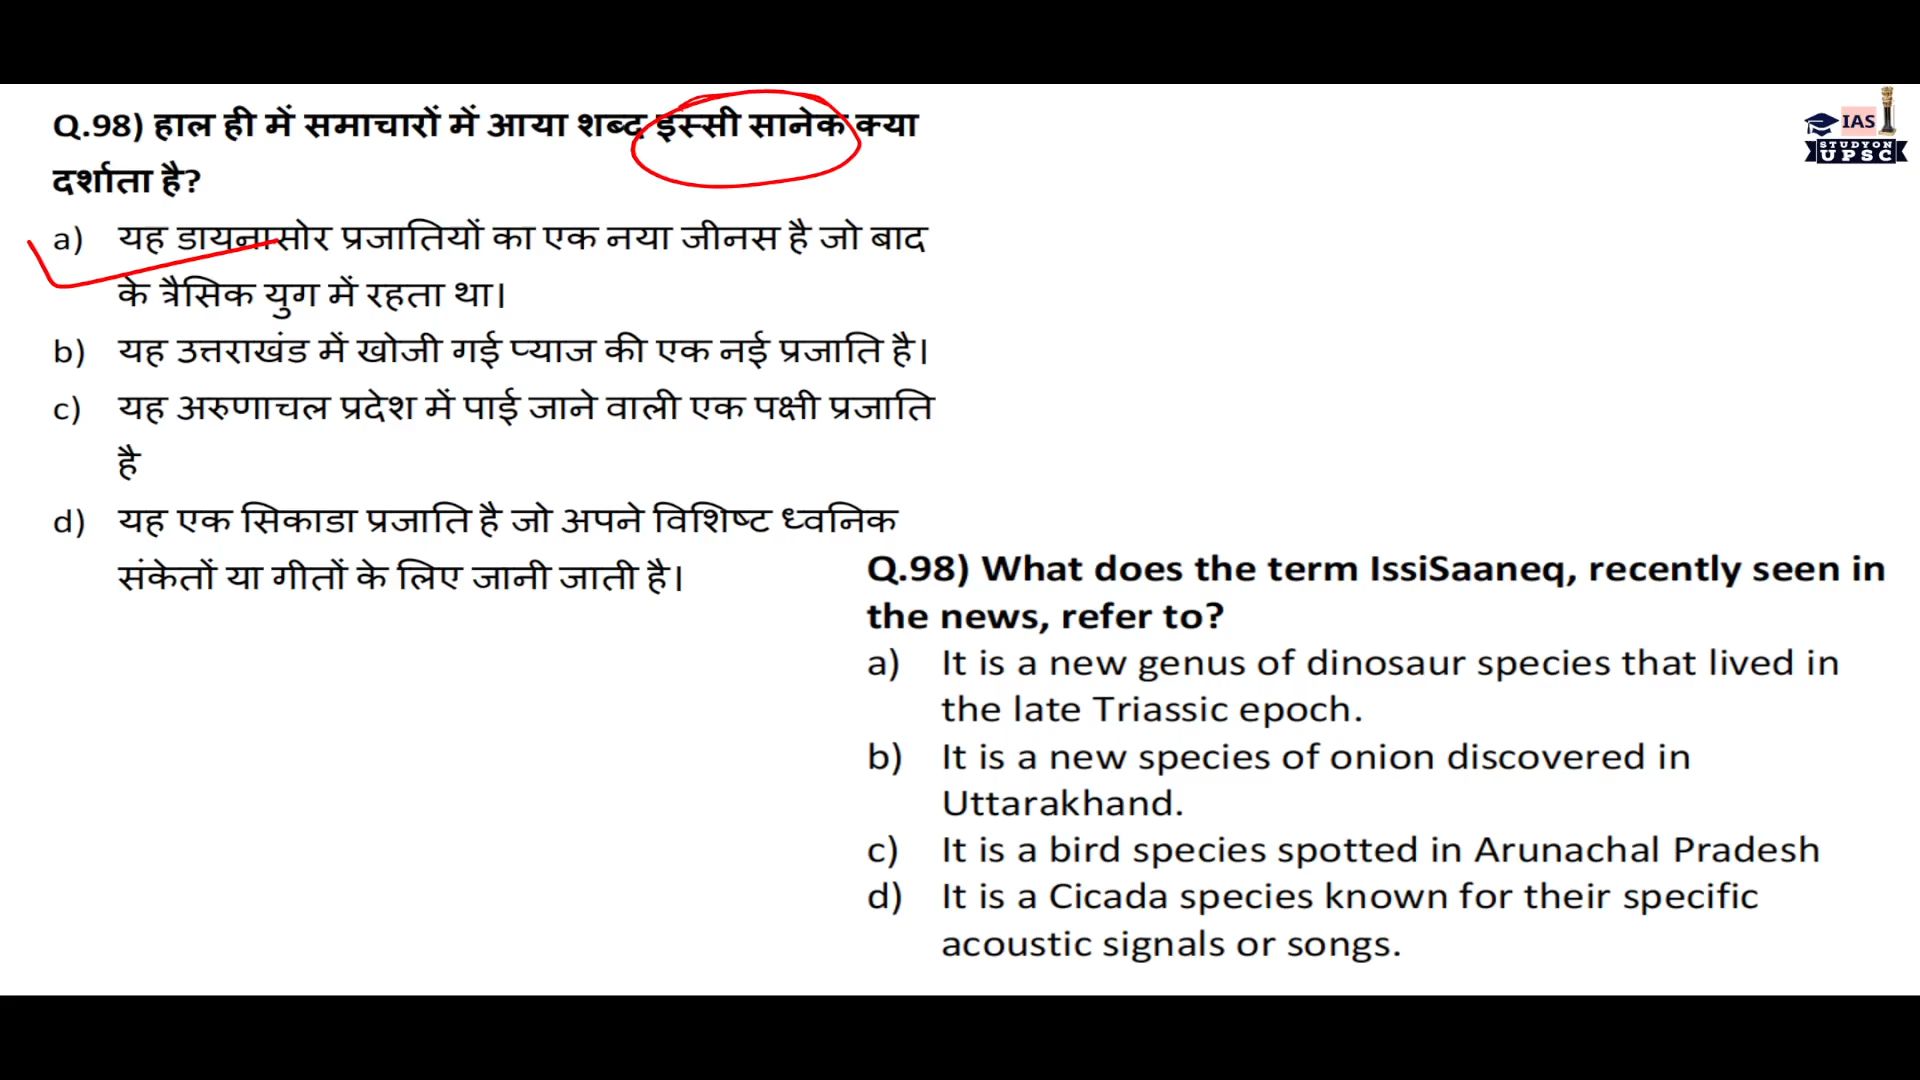 Q.98) हाल ही में समाचारों में आया शब्द इस्सी सानेक क्या
दर्शाता है?
a) यह डायनासोर प्रजातियों का एक नया जीनस है जो बाद
के त्रैसिक युग में रहता था।
b) यह उत्तराखंड में खोजी गई प्याज की एक नई प्रजाति है।
c) यह अरुणाचल प्रदेश में पाई जाने वाली एक पक्षी प्रजाति
है
d) यह एक सिकाडा प्रजाति है जो अपने विशिष्ट ध्वनिक
संकेतों या गीतों के लिए जानी जाती है।
IAS
STUDYON
UPSC
Q.98) What does the term IssiSaaneq, recently seen in
the news, refer to?
a) It is a new genus of dinosaur species that lived in
the late Triassic epoch.
b) It is a new species of onion discovered in
Uttarakhand.
c) It is a bird species spotted in Arunachal Pradesh
d) It is a Cicada species known for their specific
acoustic signals or songs.